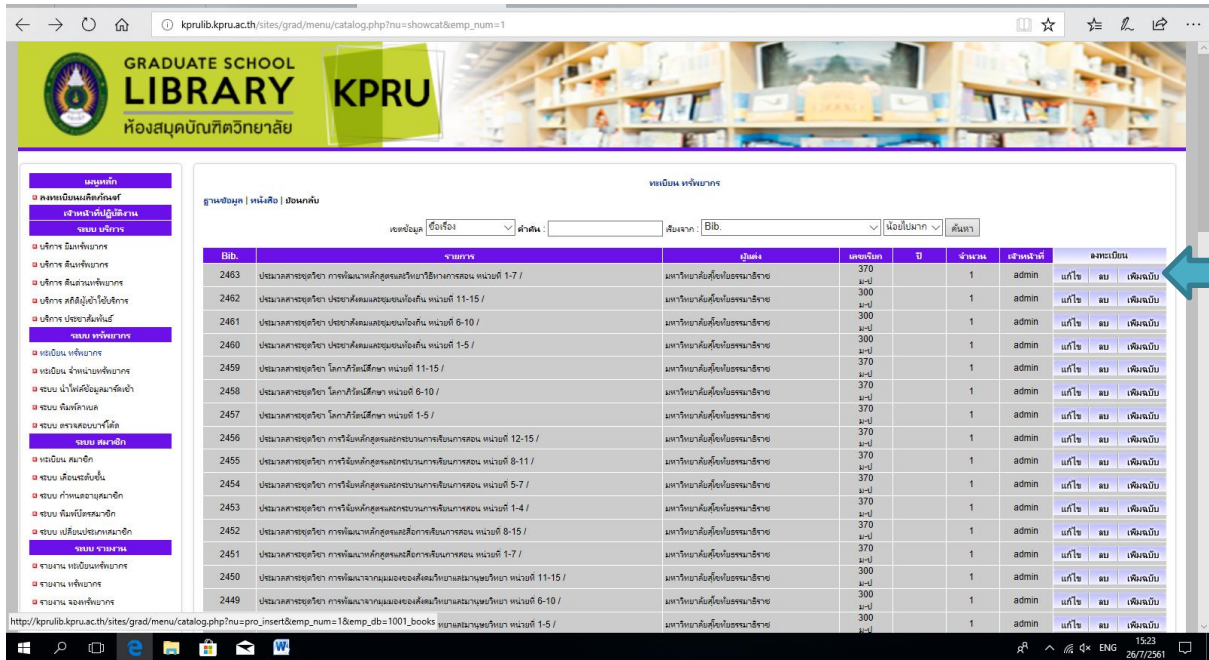 kprulib.kpru.ac.th/sites/grad/menu/catalog.php?nu=showcat&emp_num=1
GRADUATE SCHOOL
LIBRARY
ห้องสมุดบัณฑิตวิทยาลัย
KPRU
เมนูหลัก
ลงทะเบียนผลิตภัณฑ์
เจ้าหน้าที่ปฏิบัติงาน
ระบบ บริการ
บริการ ยืมทรัพยากร
บริการ คืนทรัพยากร
บริการ คืนด่วนทรัพยากร
บริการ สถิติผู้เข้าใช้บริการ
บริการ ประชาสัมพันธ์
ระบบ ทรัพยากร
ทะเบียน ทรัพยากร
ทะเบียน จำหน่ายทรัพยากร
ระบบ นำไฟล์ข้อมูลมาร์คเข้า
ระบบ พิมพ์ลาเบล
ระบบ ตรวจสอบบาร์โค้ด
ระบบ สมาชิก
ทะเบียน สมาชิก
ระบบ เลื่อนระดับชั้น
ระบบ กำหนดอายุสมาชิก
ระบบ พิมพ์บัตรสมาชิก
ระบบ เปลี่ยนประเภทสมาชิก
ระบบ รายงาน
รายงาน ทะเบียนทรัพยากร
รายงาน ทรัพยากร
รายงาน จองทรัพยากร
ทะเบียน ทรัพยากร
ฐานข้อมูล | หนังสือ | ย้อนกลับ
เขตข้อมูล ชื่อเรื่อง คำค้น : เรียงจาก : Bib. น้อยไปมาก ค้นหา
Bib. รายการ ผู้แต่ง เลขเรียก ปี จำนวน เจ้าหน้าที่ ลงทะเบียน
2463 ประมวลสาระชุดวิชา การพัฒนาหลักสูตรและวิทยาวิธีทางการสอน หน่วยที่ 1-7 / มหาวิทยาลัยสุโขทัยธรรมาธิราช 370 ม-ป 1 admin แก้ไข ลบ เพิ่มฉบับ
2462 ประมวลสาระชุดวิชา ประชาสังคมและชุมชนท้องถิ่น หน่วยที่ 11-15 / มหาวิทยาลัยสุโขทัยธรรมาธิราช 300 ม-ป 1 admin แก้ไข ลบ เพิ่มฉบับ
2461 ประมวลสาระชุดวิชา ประชาสังคมและชุมชนท้องถิ่น หน่วยที่ 6-10 / มหาวิทยาลัยสุโขทัยธรรมาธิราช 300 ม-ป 1 admin แก้ไข ลบ เพิ่มฉบับ
2460 ประมวลสาระชุดวิชา ประชาสังคมและชุมชนท้องถิ่น หน่วยที่ 1-5 / มหาวิทยาลัยสุโขทัยธรรมาธิราช 300 ม-ป 1 admin แก้ไข ลบ เพิ่มฉบับ
2459 ประมวลสาระชุดวิชา โลกาภิวัตน์ศึกษา หน่วยที่ 11-15 / มหาวิทยาลัยสุโขทัยธรรมาธิราช 370 ม-ป 1 admin แก้ไข ลบ เพิ่มฉบับ
2458 ประมวลสาระชุดวิชา โลกาภิวัตน์ศึกษา หน่วยที่ 6-10 / มหาวิทยาลัยสุโขทัยธรรมาธิราช 370 ม-ป 1 admin แก้ไข ลบ เพิ่มฉบับ
2457 ประมวลสาระชุดวิชา โลกาภิวัตน์ศึกษา หน่วยที่ 1-5 / มหาวิทยาลัยสุโขทัยธรรมาธิราช 370 ม-ป 1 admin แก้ไข ลบ เพิ่มฉบับ
2456 ประมวลสาระชุดวิชา การวิจัยหลักสูตรและกระบวนการเรียนการสอน หน่วยที่ 12-15 / มหาวิทยาลัยสุโขทัยธรรมาธิราช 370 ม-ป 1 admin แก้ไข ลบ เพิ่มฉบับ
2455 ประมวลสาระชุดวิชา การวิจัยหลักสูตรและกระบวนการเรียนการสอน หน่วยที่ 8-11 / มหาวิทยาลัยสุโขทัยธรรมาธิราช 370 ม-ป 1 admin แก้ไข ลบ เพิ่มฉบับ
2454 ประมวลสาระชุดวิชา การวิจัยหลักสูตรและกระบวนการเรียนการสอน หน่วยที่ 5-7 / มหาวิทยาลัยสุโขทัยธรรมาธิราช 370 ม-ป 1 admin แก้ไข ลบ เพิ่มฉบับ
2453 ประมวลสาระชุดวิชา การวิจัยหลักสูตรและกระบวนการเรียนการสอน หน่วยที่ 1-4 / มหาวิทยาลัยสุโขทัยธรรมาธิราช 370 ม-ป 1 admin แก้ไข ลบ เพิ่มฉบับ
2452 ประมวลสาระชุดวิชา การพัฒนาหลักสูตรและสื่อการเรียนการสอน หน่วยที่ 8-15 / มหาวิทยาลัยสุโขทัยธรรมาธิราช 370 ม-ป 1 admin แก้ไข ลบ เพิ่มฉบับ
2451 ประมวลสาระชุดวิชา การพัฒนาหลักสูตรและสื่อการเรียนการสอน หน่วยที่ 1-7 / มหาวิทยาลัยสุโขทัยธรรมาธิราช 370 ม-ป 1 admin แก้ไข ลบ เพิ่มฉบับ
2450 ประมวลสาระชุดวิชา การพัฒนาจากมุมมองของสังคมวิทยาและมานุษยวิทยา หน่วยที่ 11-15 / มหาวิทยาลัยสุโขทัยธรรมาธิราช 300 ม-ป 1 admin แก้ไข ลบ เพิ่มฉบับ
2449 ประมวลสาระชุดวิชา การพัฒนาจากมุมมองของสังคมวิทยาและมานุษยวิทยา หน่วยที่ 6-10 / มหาวิทยาลัยสุโขทัยธรรมาธิราช 300 ม-ป 1 admin แก้ไข ลบ เพิ่มฉบับ
วิทยาและมานุษยวิทยา หน่วยที่ 1-5 / มหาวิทยาลัยสุโขทัยธรรมาธิราช 300 ม-ป 1 admin แก้ไข ลบ เพิ่มฉบับ
http://kprulib.kpru.ac.th/sites/grad/menu/catalog.php?nu=pro_insert&emp_num=1&emp_db=1001_books
ENG
15:23
26/7/2561